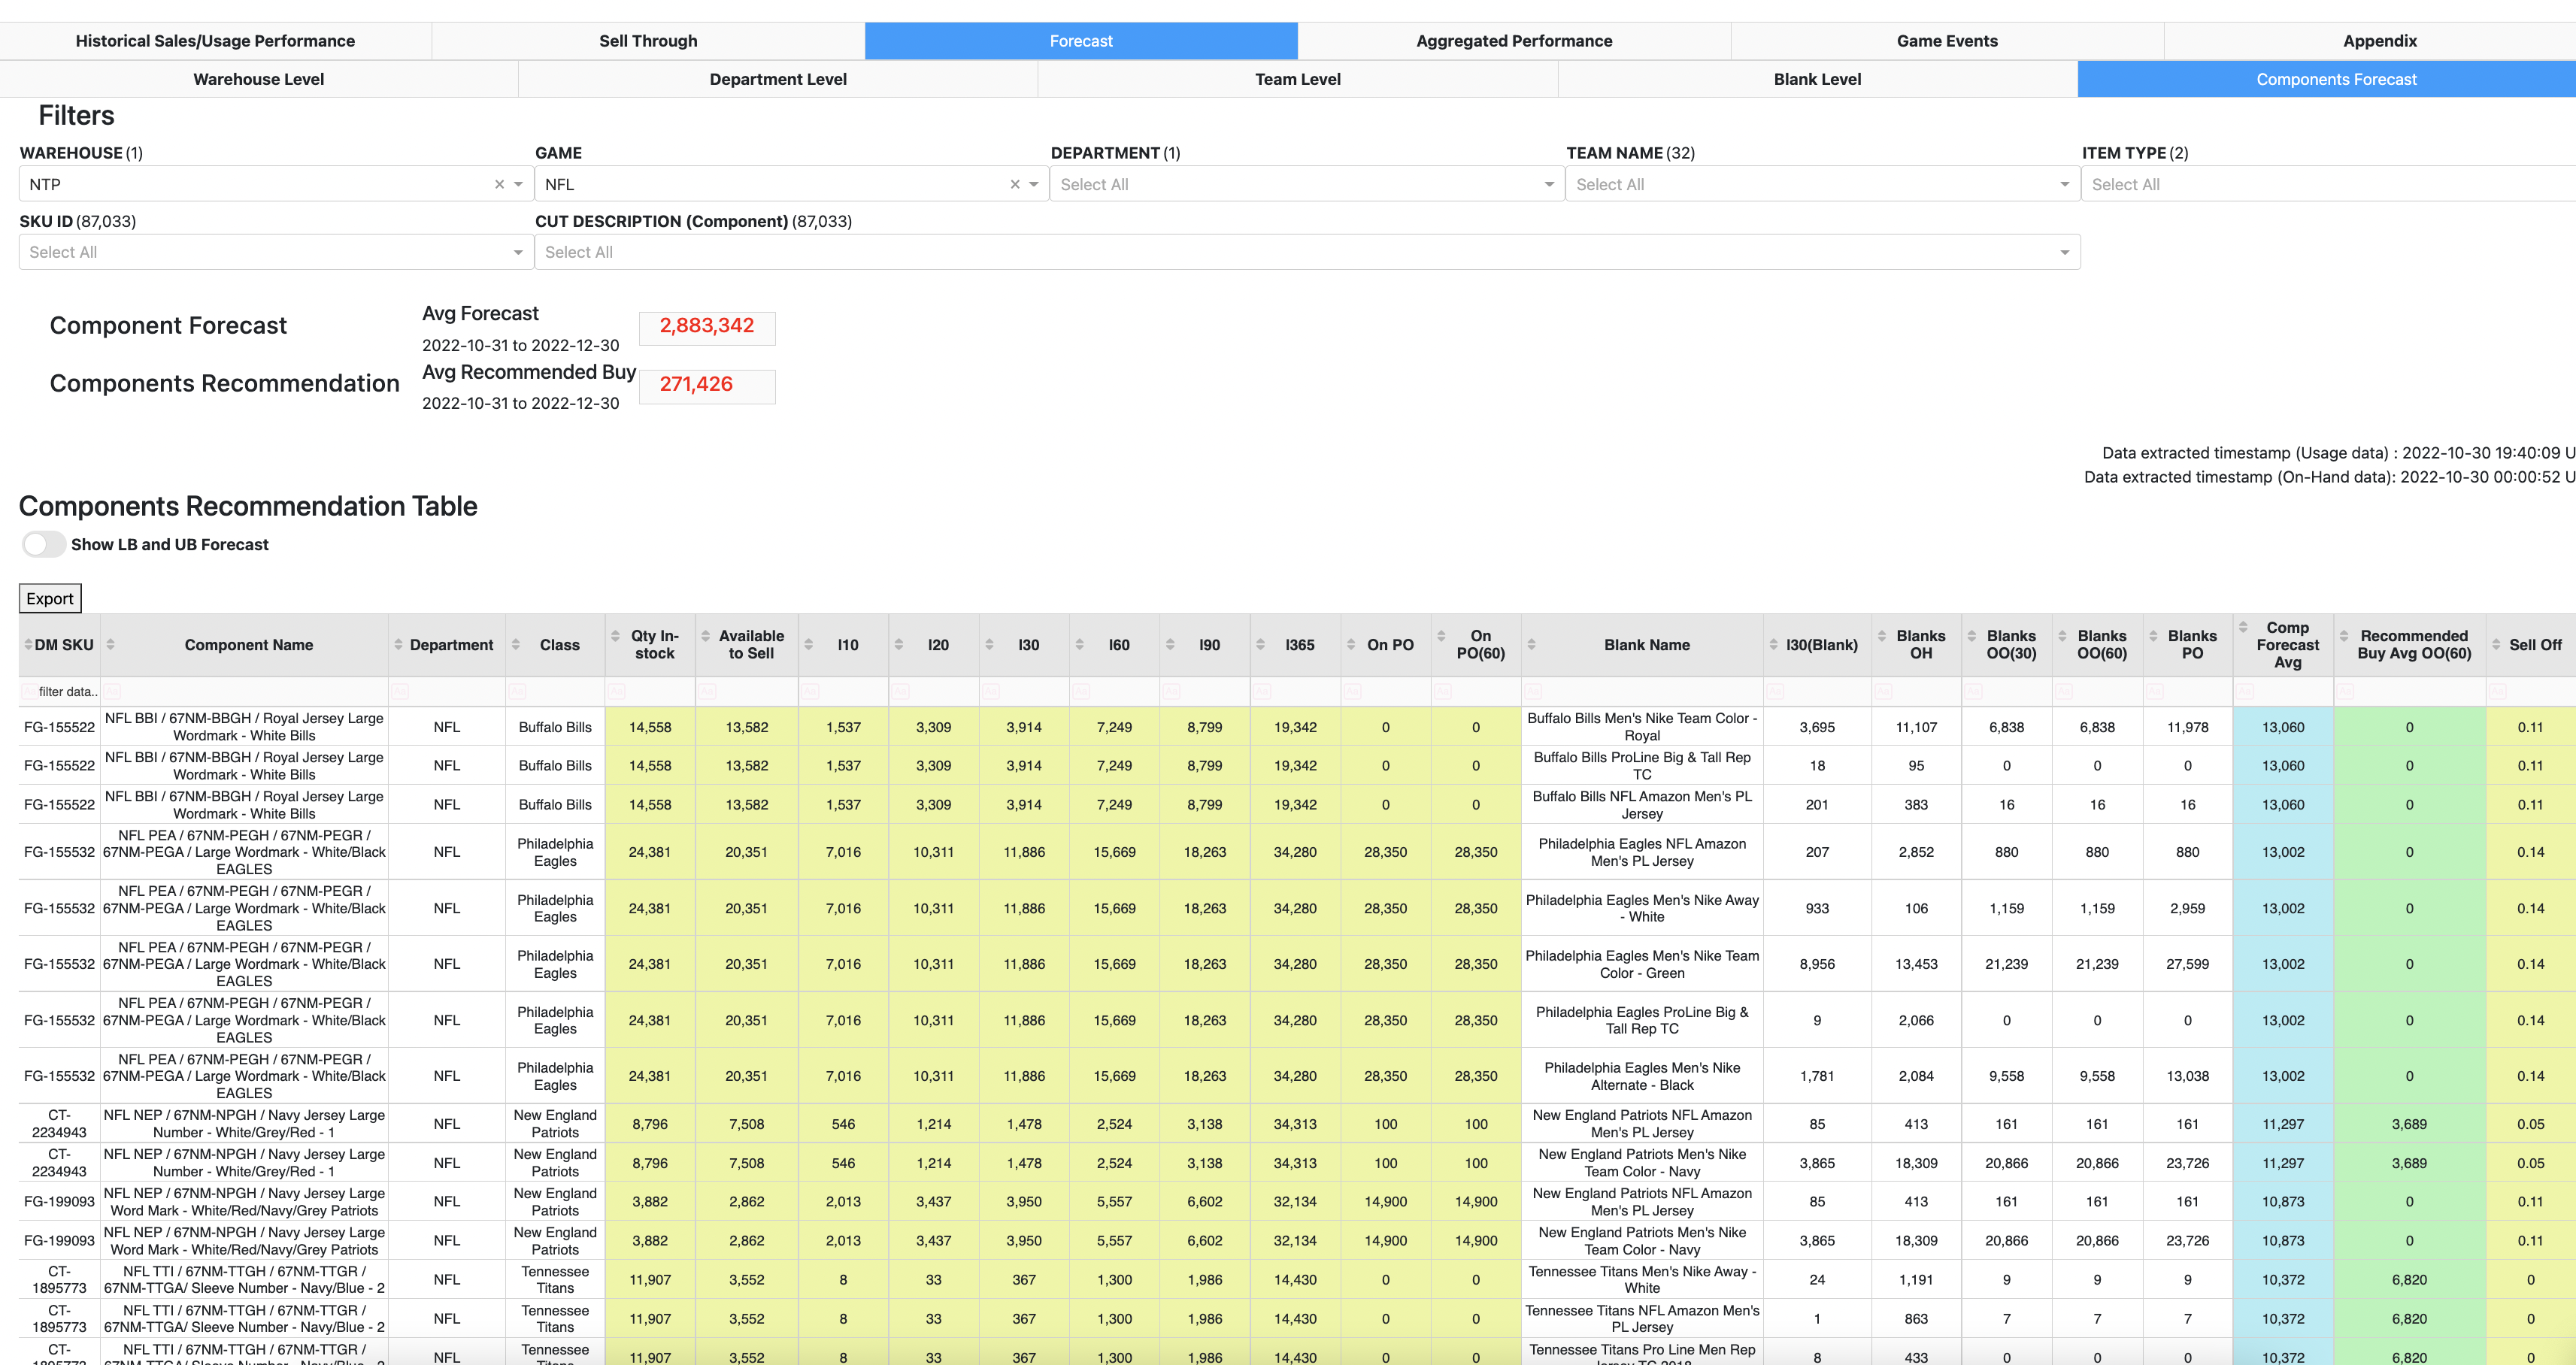 Historical Sales/Usage Performance Sell Through Forecast Aggregated Performance Game Events Appendix
Warehouse Level Department Level Team Level Blank Level Components Forecast
Filters
WAREHOUSE (1) GAME DEPARTMENT (1) TEAM NAME (32) ITEM TYPE (2)
NTP × NFL × Select All Select All Select All
SKU ID (87,033) CUT DESCRIPTION (Component) (87,033)
Select All Select All
Component Forecast
Avg Forecast
2022-10-31 to 2022-12-30
2,883,342
Components Recommendation
Avg Recommended Buy
2022-10-31 to 2022-12-30
271,426
Data extracted timestamp (Usage data) : 2022-10-30 19:40:09 U
Data extracted timestamp (On-Hand data): 2022-10-30 00:00:52 U
Components Recommendation Table
Show LB and UB Forecast
Export
DM SKU Component Name Department Class Qty In-stock Available to Sell l10 l20 l30 l60 l90 l365 On PO On PO(60) Blank Name l30(Blank) Blanks OH Blanks OO(30) Blanks OO(60) Blanks PO Comp Forecast Avg Recommended Buy Avg OO(60) Sell Off
filter data..
FG-155522 NFL BBI / 67NM-BBGH / Royal Jersey Large Wordmark - White Bills NFL Buffalo Bills 14,558 13,582 1,537 3,309 3,914 7,249 8,799 19,342 0 0 Buffalo Bills Men's Nike Team Color - Royal 3,695 11,107 6,838 6,838 11,978 13,060 0 0.11
FG-155522 NFL BBI / 67NM-BBGH / Royal Jersey Large Wordmark - White Bills NFL Buffalo Bills 14,558 13,582 1,537 3,309 3,914 7,249 8,799 19,342 0 0 Buffalo Bills ProLine Big & Tall Rep TC 18 95 0 0 0 13,060 0 0.11
FG-155522 NFL BBI / 67NM-BBGH / Royal Jersey Large Wordmark - White Bills NFL Buffalo Bills 14,558 13,582 1,537 3,309 3,914 7,249 8,799 19,342 0 0 Buffalo Bills NFL Amazon Men's PL Jersey 201 383 16 16 16 13,060 0 0.11
FG-155532 NFL PEA / 67NM-PEGH / 67NM-PEGR / 67NM-PEGA / Large Wordmark - White/Black EAGLES NFL Philadelphia Eagles 24,381 20,351 7,016 10,311 11,886 15,669 18,263 34,280 28,350 28,350 Philadelphia Eagles NFL Amazon Men's PL Jersey 207 2,852 880 880 880 13,002 0 0.14
FG-155532 NFL PEA / 67NM-PEGH / 67NM-PEGR / 67NM-PEGA / Large Wordmark - White/Black EAGLES NFL Philadelphia Eagles 24,381 20,351 7,016 10,311 11,886 15,669 18,263 34,280 28,350 28,350 Philadelphia Eagles Men's Nike Away - White 933 106 1,159 1,159 2,959 13,002 0 0.14
FG-155532 NFL PEA / 67NM-PEGH / 67NM-PEGR / 67NM-PEGA / Large Wordmark - White/Black EAGLES NFL Philadelphia Eagles 24,381 20,351 7,016 10,311 11,886 15,669 18,263 34,280 28,350 28,350 Philadelphia Eagles Men's Nike Team Color - Green 8,956 13,453 21,239 21,239 27,599 13,002 0 0.14
FG-155532 NFL PEA / 67NM-PEGH / 67NM-PEGR / 67NM-PEGA / Large Wordmark - White/Black EAGLES NFL Philadelphia Eagles 24,381 20,351 7,016 10,311 11,886 15,669 18,263 34,280 28,350 28,350 Philadelphia Eagles ProLine Big & Tall Rep TC 9 2,066 0 0 0 13,002 0 0.14
FG-155532 NFL PEA / 67NM-PEGH / 67NM-PEGR / 67NM-PEGA / Large Wordmark - White/Black EAGLES NFL Philadelphia Eagles 24,381 20,351 7,016 10,311 11,886 15,669 18,263 34,280 28,350 28,350 Philadelphia Eagles Men's Nike Alternate - Black 1,781 2,084 9,558 9,558 13,038 13,002 0 0.14
CT-2234943 NFL NEP / 67NM-NPGH / Navy Jersey Large Number - White/Grey/Red - 1 NFL New England Patriots 8,796 7,508 546 1,214 1,478 2,524 3,138 34,313 100 100 New England Patriots NFL Amazon Men's PL Jersey 85 413 161 161 161 11,297 3,689 0.05
CT-2234943 NFL NEP / 67NM-NPGH / Navy Jersey Large Number - White/Grey/Red - 1 NFL New England Patriots 8,796 7,508 546 1,214 1,478 2,524 3,138 34,313 100 100 New England Patriots Men's Nike Team Color - Navy 3,865 18,309 20,866 20,866 23,726 11,297 3,689 0.05
FG-199093 NFL NEP / 67NM-NPGH / Navy Jersey Large Word Mark - White/Red/Navy/Grey Patriots NFL New England Patriots 3,882 2,862 2,013 3,437 3,950 5,557 6,602 32,134 14,900 14,900 New England Patriots NFL Amazon Men's PL Jersey 85 413 161 161 161 10,873 0 0.11
FG-199093 NFL NEP / 67NM-NPGH / Navy Jersey Large Word Mark - White/Red/Navy/Grey Patriots NFL New England Patriots 3,882 2,862 2,013 3,437 3,950 5,557 6,602 32,134 14,900 14,900 New England Patriots Men's Nike Team Color - Navy 3,865 18,309 20,866 20,866 23,726 10,873 0 0.11
CT-1895773 NFL TTI / 67NM-TTGH / 67NM-TTGR / 67NM-TTGA/ Sleeve Number - Navy/Blue - 2 NFL Tennessee Titans 11,907 3,552 8 33 367 1,300 1,986 14,430 0 0 Tennessee Titans Men's Nike Away - White 24 1,191 9 9 9 10,372 6,820 0
CT-1895773 NFL TTI / 67NM-TTGH / 67NM-TTGR / 67NM-TTGA/ Sleeve Number - Navy/Blue - 2 NFL Tennessee Titans 11,907 3,552 8 33 367 1,300 1,986 14,430 0 0 Tennessee Titans NFL Amazon Men's PL Jersey 1 863 7 7 7 10,372 6,820 0
CT- NFL TTI / 67NM-TTGH / 67NM-TTGR / NFL Tennessee 11,907 3,552 8 33 367 1,300 1,986 14,430 0 0 Tennessee Titans Pro Line Men Rep 8 433 0 0 0 10,372 6,820 0